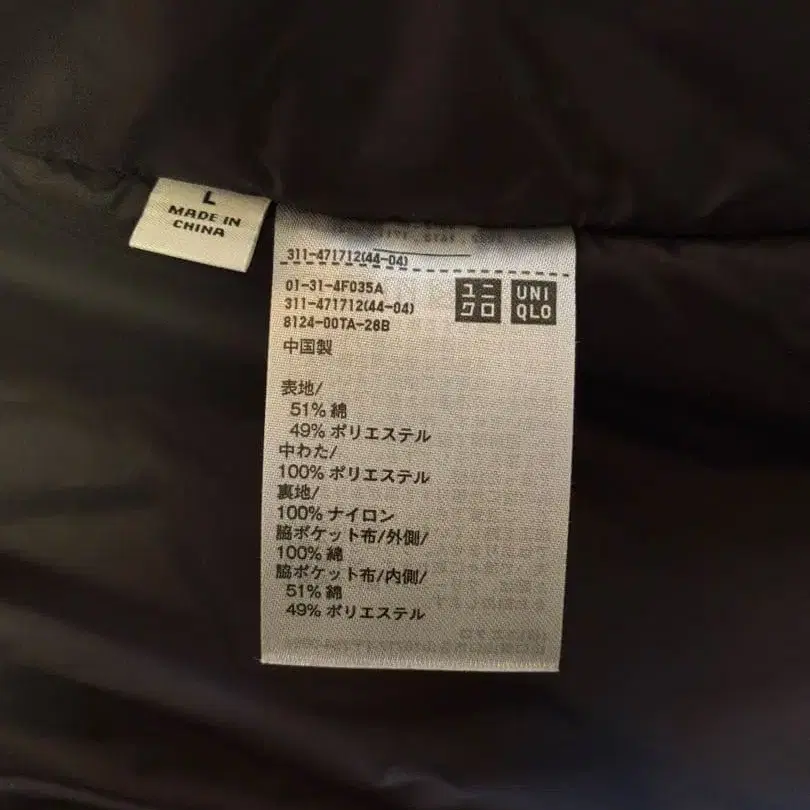 L
MADE IN
CHINA
311-471712(44-04)
01-31-4F035A
311-471712(44-04)
8124-00TA-26B
ユニ
クロ
UNI
QLO
中国製
表地/
51% 綿
49% ポリエステル
中わた/
100% ポリエステル
裏地/
100% ナイロン
脇ポケット布/外側/
100% 綿
脇ポケット布/内側/
51% 綿
49% ポリエステル